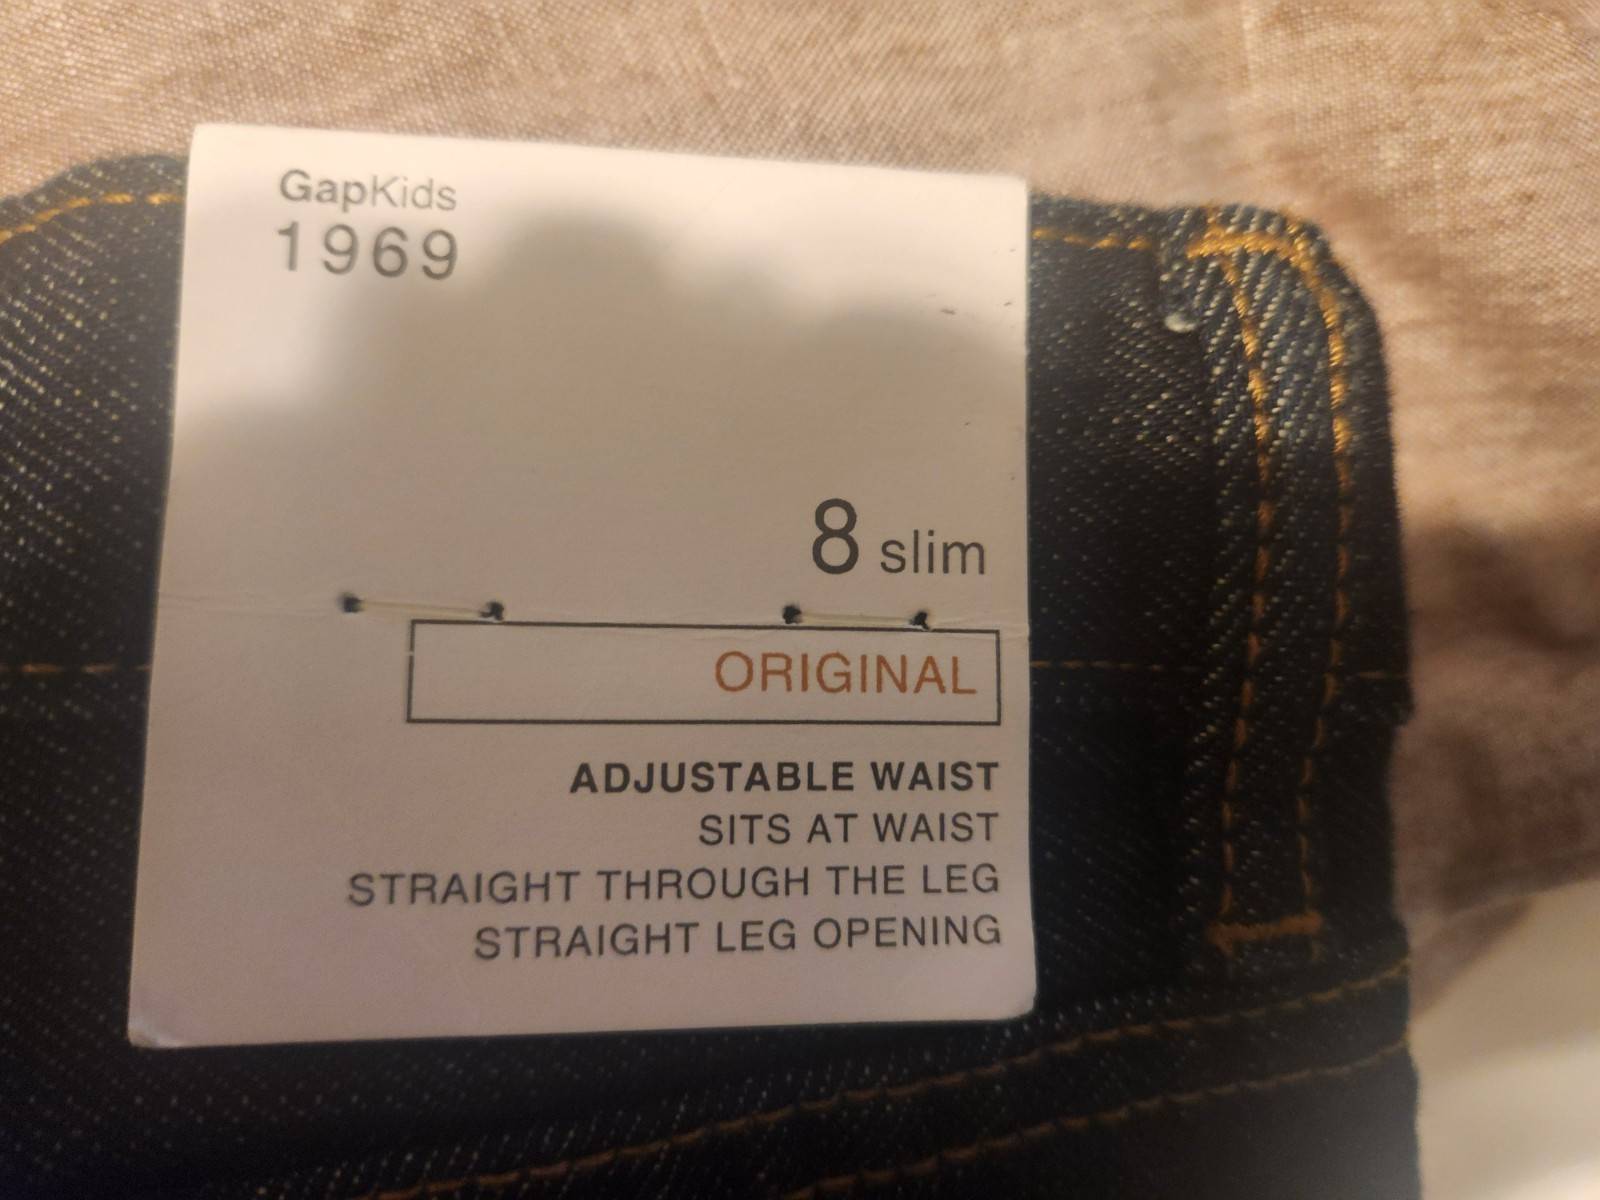 GapKids
1969
8 slim
ORIGINAL
ADJUSTABLE WAIST
SITS AT WAIST
STRAIGHT THROUGH THE LEG
STRAIGHT LEG OPENING